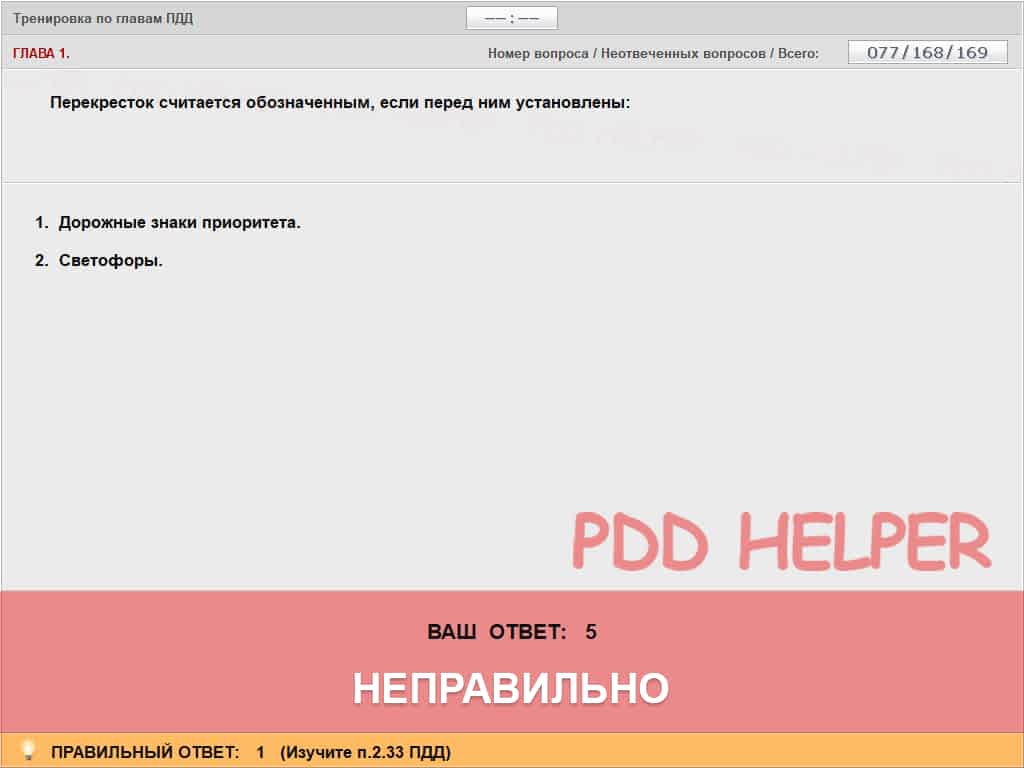 Тренировка по главам ПДД
—— : ——
ГЛАВА 1.
Номер вопроса / Неотвеченных вопросов / Всего:
077/168/169
Перекресток считается обозначенным, если перед ним установлены:
1. Дорожные знаки приоритета.
2. Светофоры.
PDD HELPER
ВАШ ОТВЕТ: 5
НЕПРАВИЛЬНО
ПРАВИЛЬНЫЙ ОТВЕТ: 1 (Изучите п.2.33 ПДД)